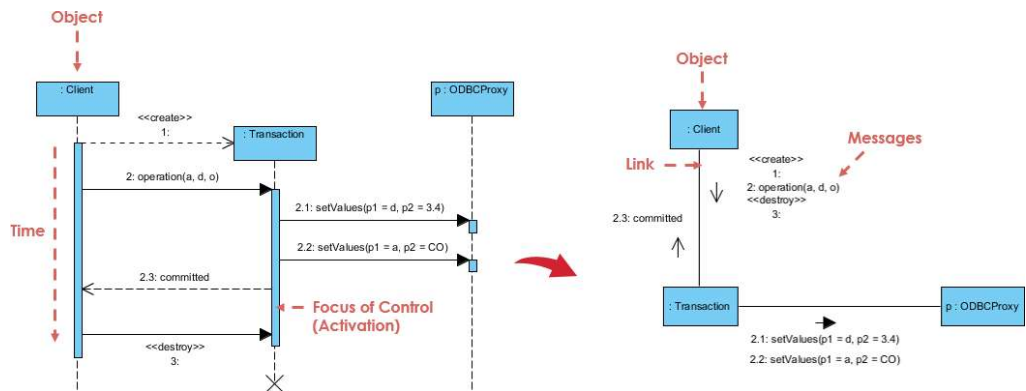 Object
: Client
p : ODBCProxy
<<create>>
1:
: Transaction
2: operation(a, d, o)
2.1: setValues(p1 = d, p2 = 3.4)
Time
2.2: setValues(p1 = a, p2 = CO)
2.3: committed
Focus of Control
(Activation)
<<destroy>>
3:
Object
: Client
Messages
Link
<<create>>
1:
2: operation(a, d, o)
<<destroy>>
3:
2.3: committed
: Transaction
p : ODBCProxy
2.1: setValues(p1 = d, p2 = 3.4)
2.2: setValues(p1 = a, p2 = CO)